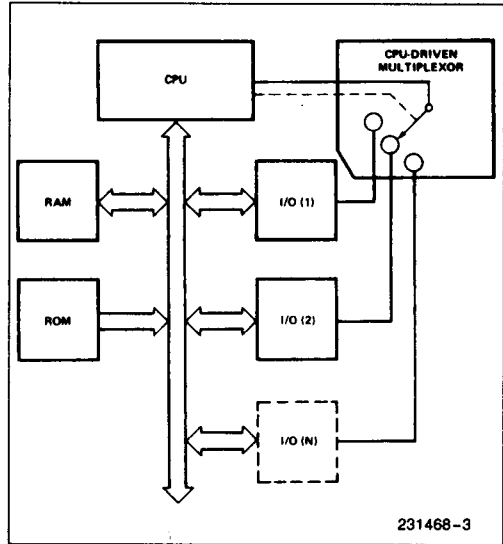 CPU
CPU-DRIVEN
MULTIPLEXOR
RAM
I/O (1)
ROM
I/O (2)
I/O (N)
231468-3